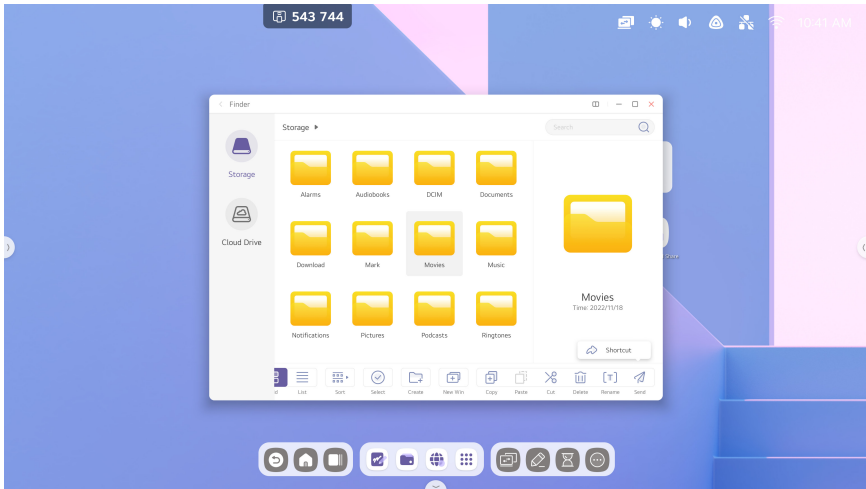 543 744
10:41 AM
Finder
Storage
Search
Storage
Cloud Drive
Alarms
Audiobooks
DCIM
Documents
Download
Mark
Movies
Music
Notifications
Pictures
Podcasts
Ringtones
Movies
Time: 2022/11/18
Shortcut
d
List
Sort
Select
Create
New Win
Copy
Paste
Cut
Delete
[T]
Rename
Send
Share